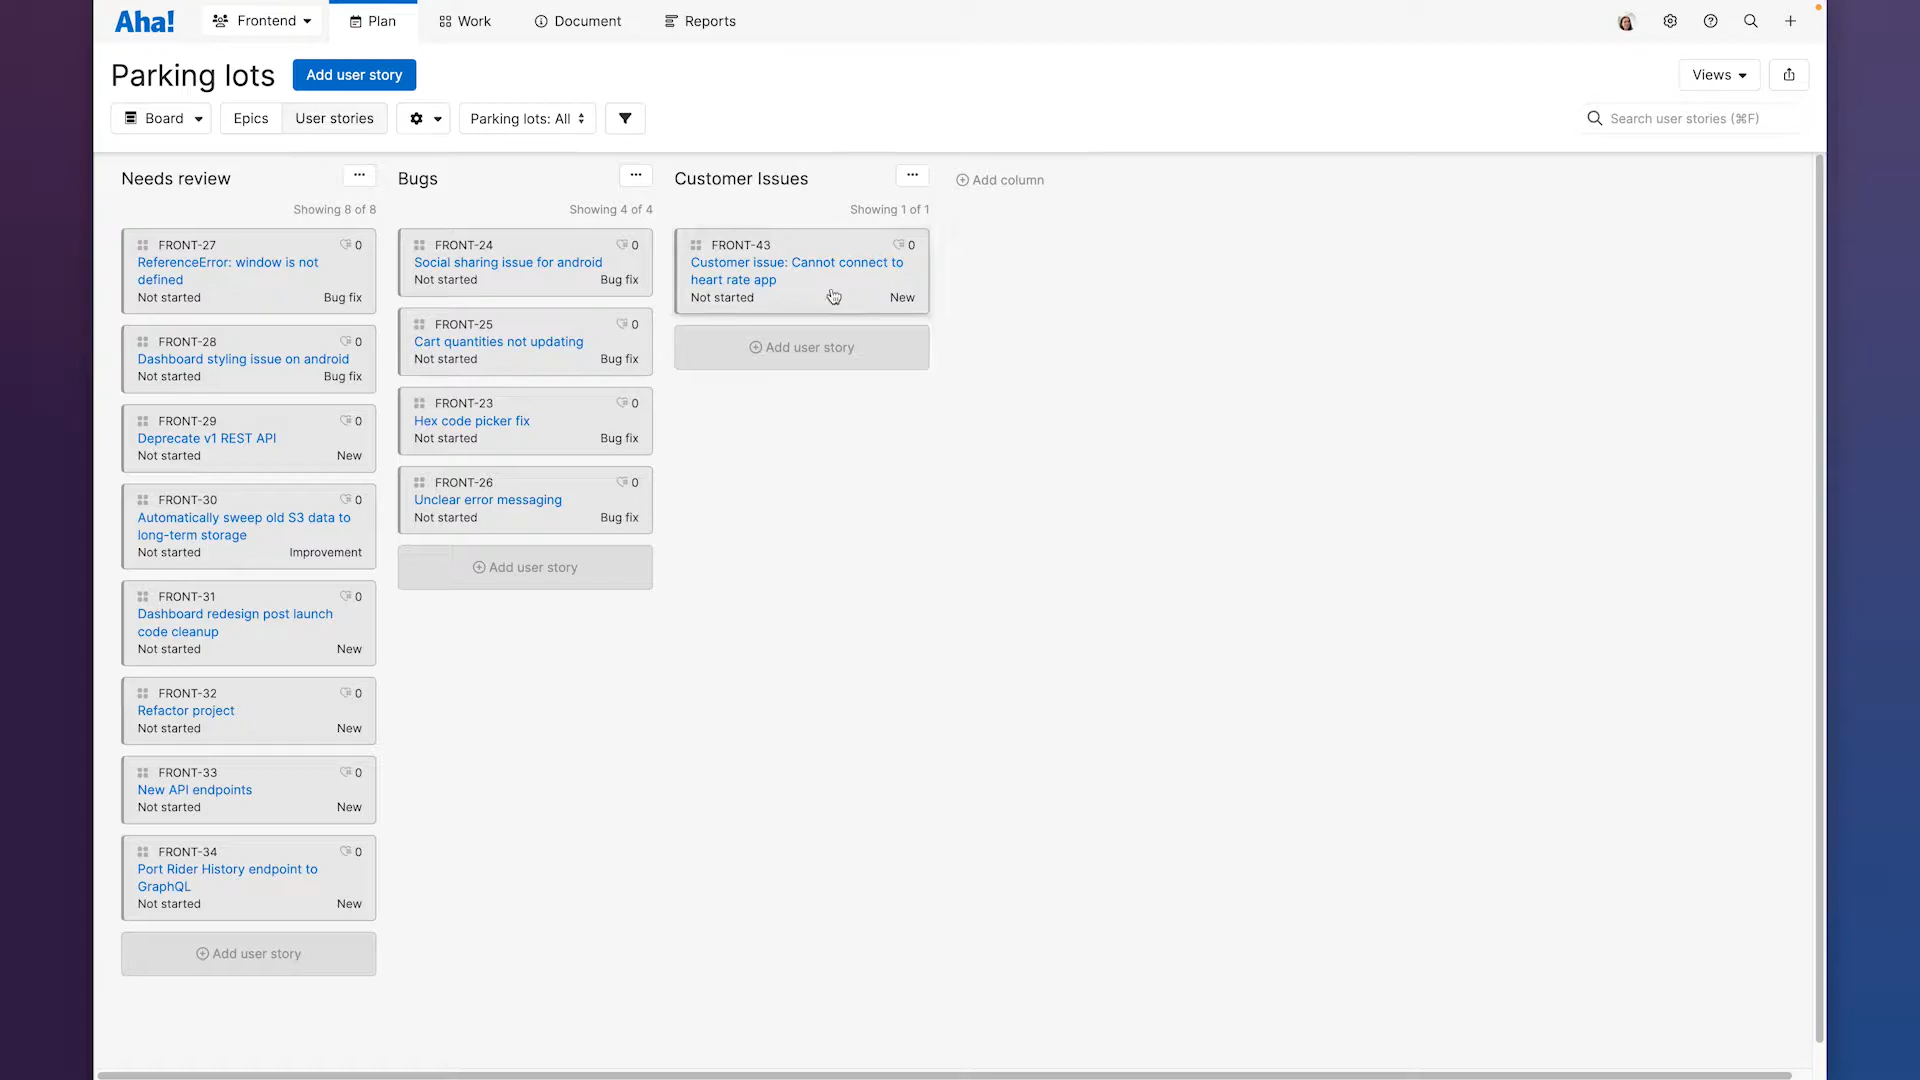 Aha!
Frontend
Plan
Work
Document
Reports
Parking lots
Add user story
Views
Board
Epics
User stories
Parking lots: All
Search user stories (⌘F)
Needs review
...
Showing 8 of 8
FRONT-27
0
ReferenceError: window is not
defined
Not started
Bug fix
FRONT-28
0
Dashboard styling issue on android
Not started
Bug fix
FRONT-29
0
Deprecate v1 REST API
Not started
New
FRONT-30
0
Automatically sweep old S3 data to
long-term storage
Not started
Improvement
FRONT-31
0
Dashboard redesign post launch
code cleanup
Not started
New
FRONT-32
0
Refactor project
Not started
New
FRONT-33
0
New API endpoints
Not started
New
FRONT-34
0
Port Rider History endpoint to
GraphQL
Not started
New
Add user story
Bugs
...
Showing 4 of 4
FRONT-24
0
Social sharing issue for android
Not started
Bug fix
FRONT-25
0
Cart quantities not updating
Not started
Bug fix
FRONT-23
0
Hex code picker fix
Not started
Bug fix
FRONT-26
0
Unclear error messaging
Not started
Bug fix
Add user story
Customer Issues
...
Showing 1 of 1
FRONT-43
0
Customer issue: Cannot connect to
heart rate app
Not started
New
Add user story
Add column